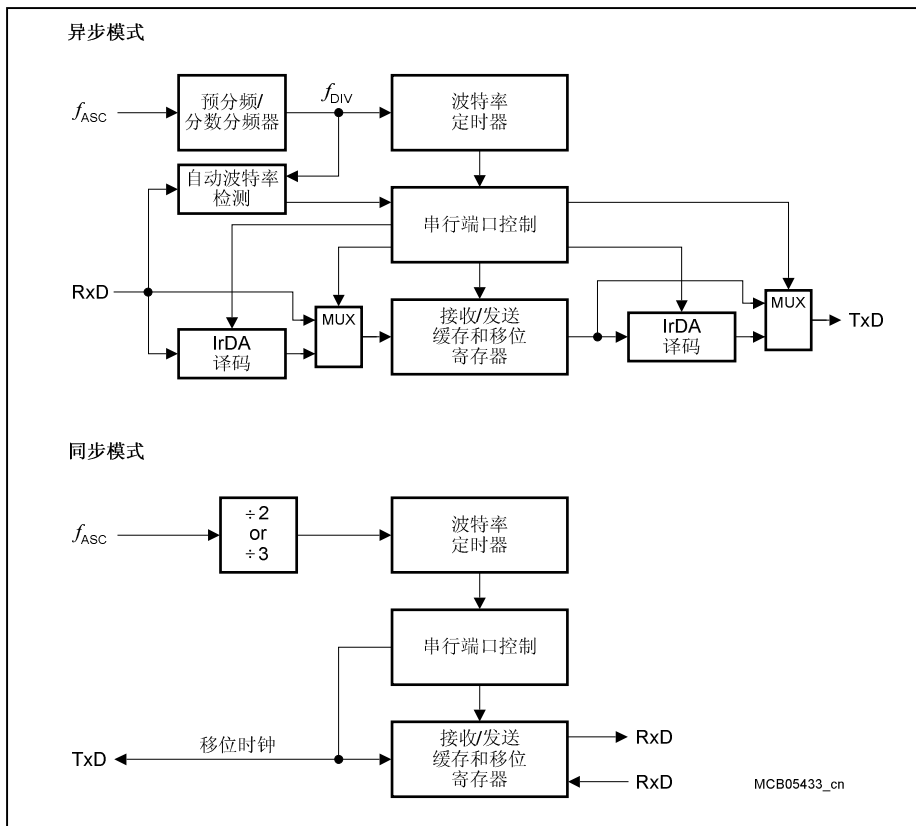 异步模式
fASC
预分频/
分数分频器
fDIV
波特率
定时器
自动波特率
检测
串行端口控制
RxD
IrDA
译码
MUX
接收/发送
缓存和移位
寄存器
IrDA
译码
MUX
TxD
同步模式
fASC
÷2
or
÷3
波特率
定时器
串行端口控制
TxD
移位时钟
接收/发送
缓存和移位
寄存器
RxD
RxD
MCB05433_cn